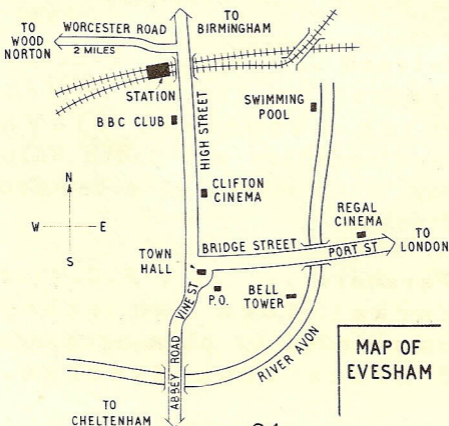 TO
WOOD
NORTON
WORCESTER ROAD
2 MILES
TO
BIRMINGHAM
STATION
BBC CLUB
HIGH STREET
SWIMMING
POOL
CLIFTON
CINEMA
N
W
E
S
REGAL
CINEMA
BRIDGE STREET
PORT ST
TO
LONDON
TOWN
HALL
VINE ST
P.O.
BELL
TOWER
RIVER AVON
ABBEY ROAD
TO
CHELTENHAM
MAP OF
EVESHAM